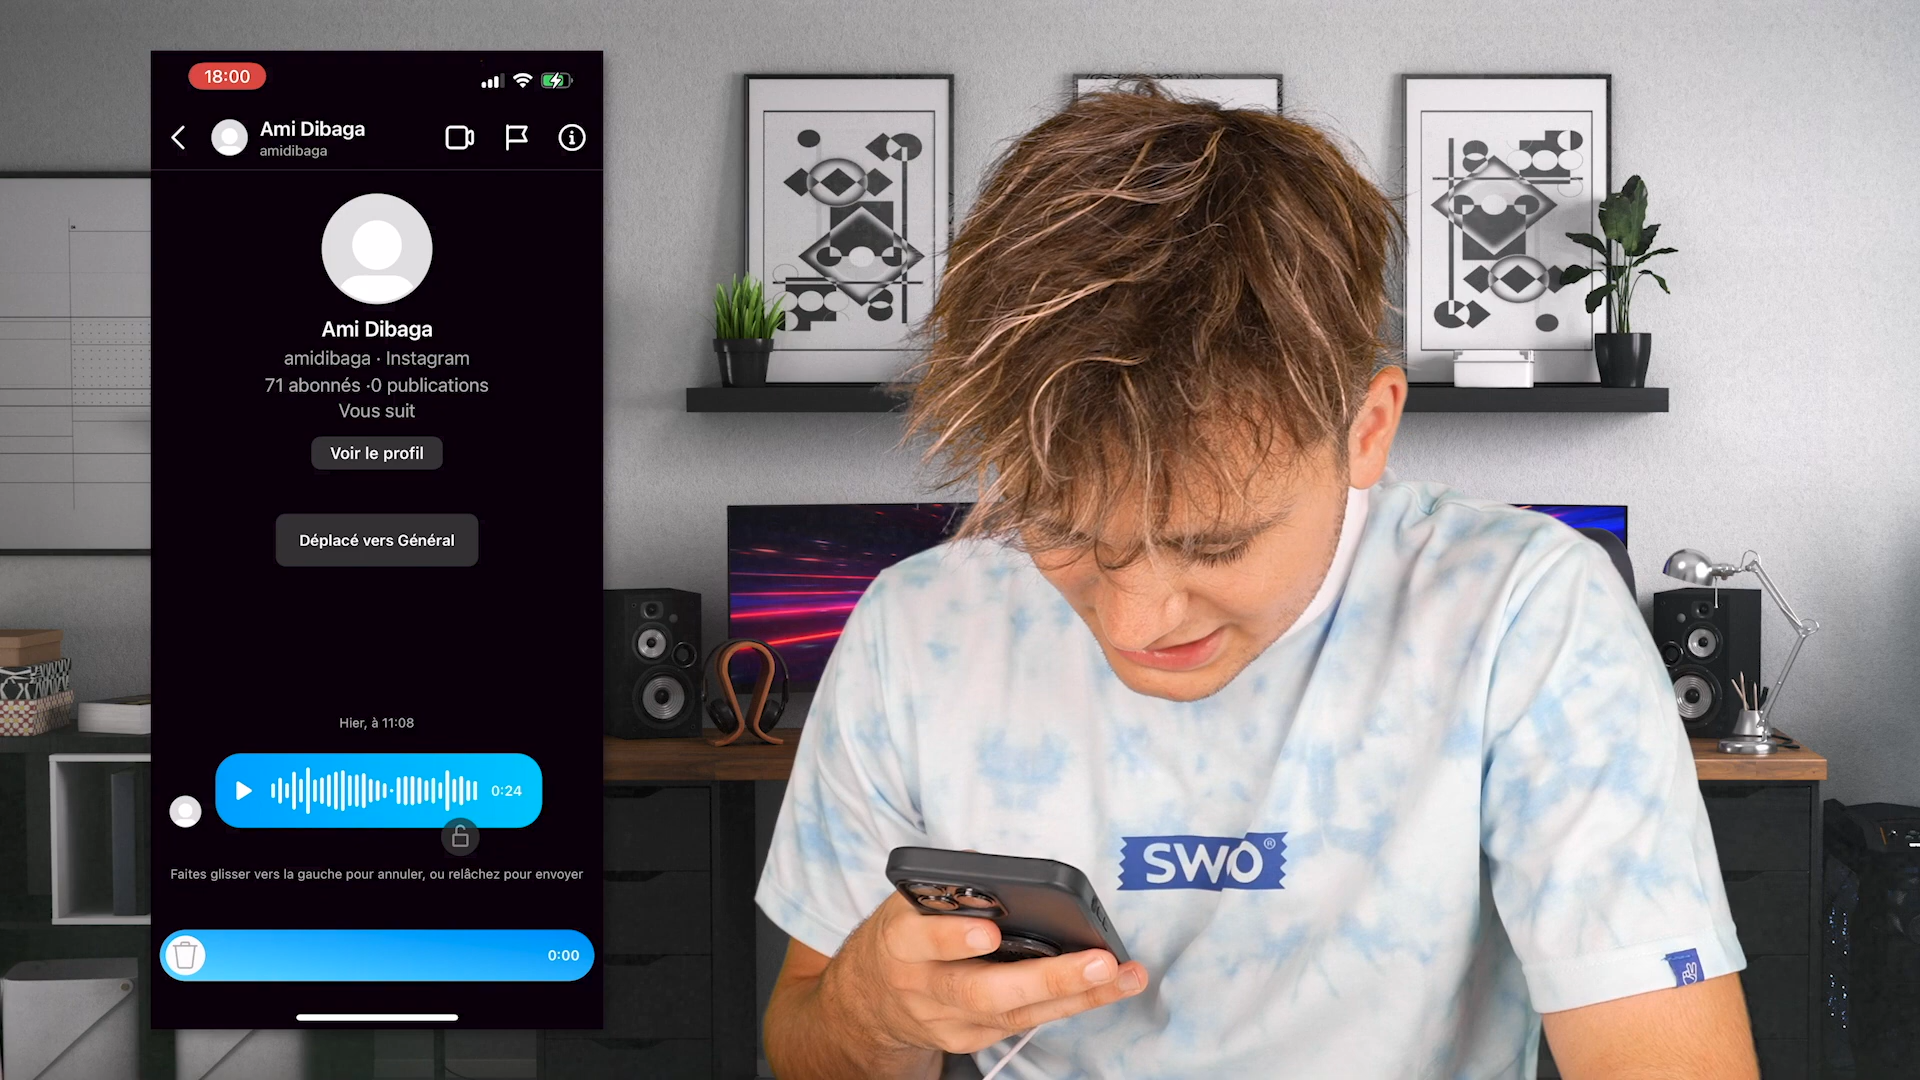 18:00
Ami Dibaga
amidibaga
Ami Dibaga
amidibaga · Instagram
71 abonnés ·0 publications
Vous suit
Voir le profil
Déplacé vers Général
Hier, à 11:08
0:24
Faites glisser vers la gauche pour annuler, ou relâchez pour envoyer
0:00
SWO®